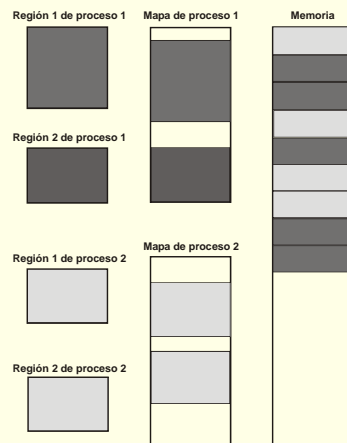 Región 1 de proceso 1
Mapa de proceso 1
Memoria
Región 2 de proceso 1
Mapa de proceso 2
Región 1 de proceso 2
Región 2 de proceso 2